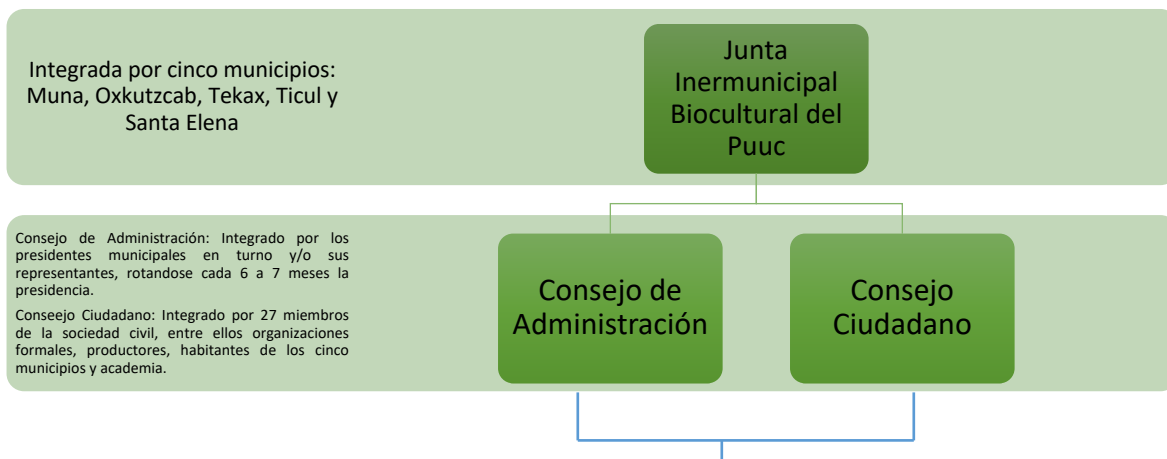 Integrada por cinco municipios:
Muna, Oxkutzcab, Tekax, Ticul y
Santa Elena
Junta
Inermunicipal
Biocultural del
Puuc
Consejo de Administración: Integrado por los
presidentes municipales en turno y/o sus
representantes, rotandose cada 6 a 7 meses la
presidencia.
Conseejo Ciudadano: Integrado por 27 miembros
de la sociedad civil, entre ellos organizaciones
formales, productores, habitantes de los cinco
municipios y academia.
Consejo de
Administración
Consejo
Ciudadano